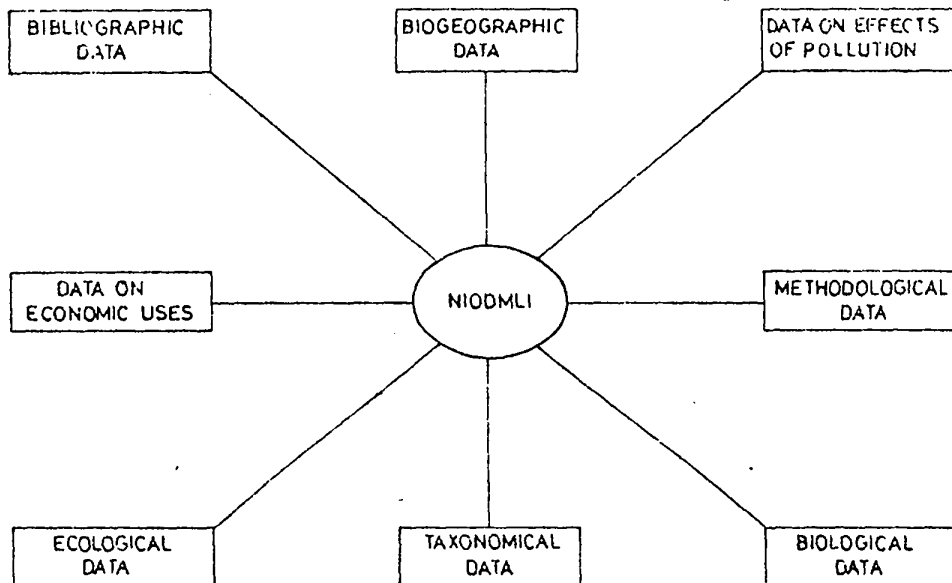 BIBLIOGRAPHIC
DATA
BIOGEOGRAPHIC
DATA
DATA ON EFFECTS
OF POLLUTION
DATA ON
ECONOMIC USES
NIODMLI
METHODOLOGICAL
DATA
ECOLOGICAL
DATA
TAXONOMICAL
DATA
BIOLOGICAL
DATA